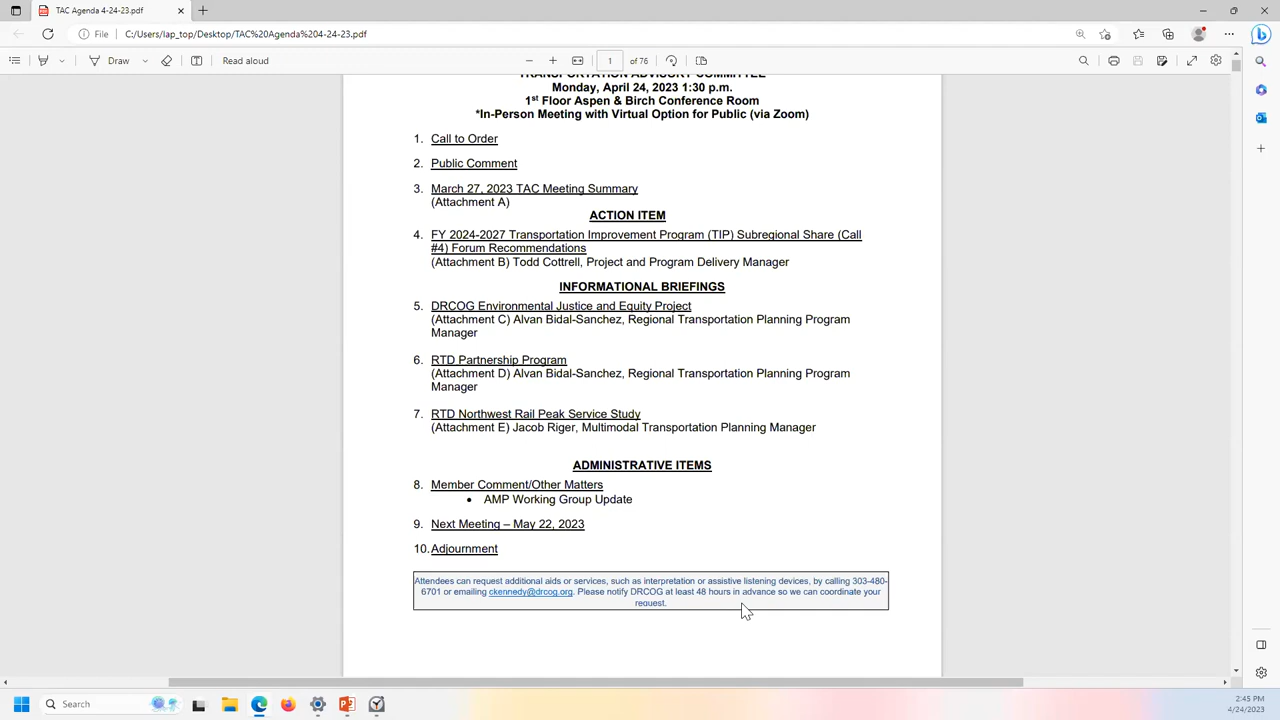 TAC Agenda 4-24-23.pdf
File
C:/Users/lap_top/Desktop/TAC%20Agenda%204-24-23.pdf
Draw
Read aloud
1
of 76
TRANSPORTATION ADVISORY COMMITTEE
Monday, April 24, 2023 1:30 p.m.
1st Floor Aspen & Birch Conference Room
*In-Person Meeting with Virtual Option for Public (via Zoom)
1. Call to Order
2. Public Comment
3. March 27, 2023 TAC Meeting Summary
(Attachment A)
ACTION ITEM
4. FY 2024-2027 Transportation Improvement Program (TIP) Subregional Share (Call
#4) Forum Recommendations
(Attachment B) Todd Cottrell, Project and Program Delivery Manager
INFORMATIONAL BRIEFINGS
5. DRCOG Environmental Justice and Equity Project
(Attachment C) Alvan Bidal-Sanchez, Regional Transportation Planning Program
Manager
6. RTD Partnership Program
(Attachment D) Alvan Bidal-Sanchez, Regional Transportation Planning Program
Manager
7. RTD Northwest Rail Peak Service Study
(Attachment E) Jacob Riger, Multimodal Transportation Planning Manager
ADMINISTRATIVE ITEMS
8. Member Comment/Other Matters
• AMP Working Group Update
9. Next Meeting – May 22, 2023
10. Adjournment
Attendees can request additional aids or services, such as interpretation or assistive listening devices, by calling 303-480-
6701 or emailing ckennedy@drcog.org. Please notify DRCOG at least 48 hours in advance so we can coordinate your
request.
Search
2:45 PM
4/24/2023